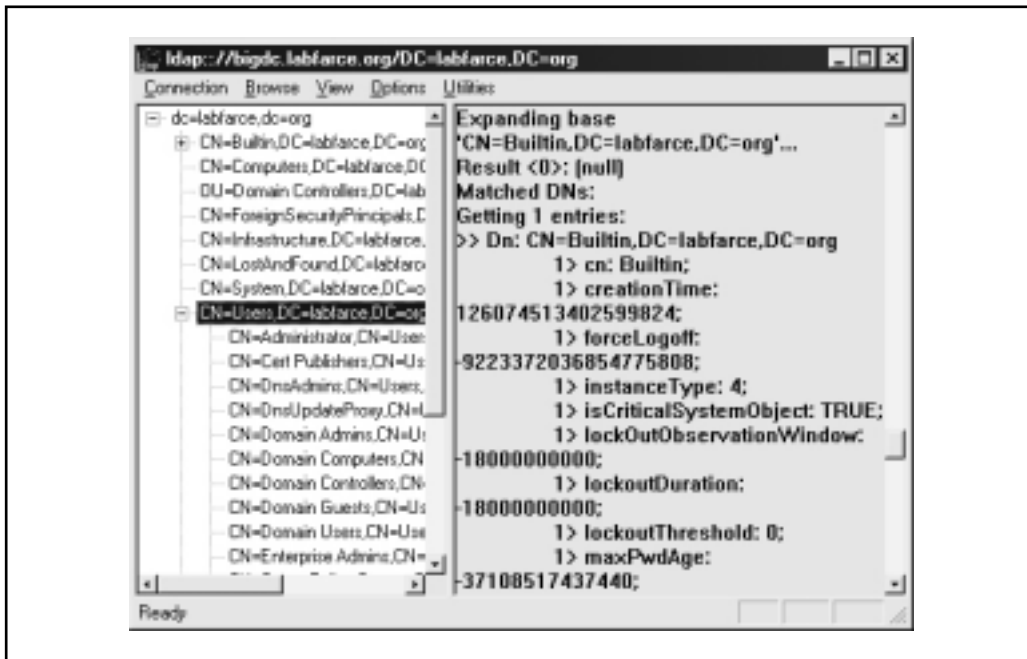 ldap://bigdc.labfarce.org/DC=labfarce,DC=org
Connection Browse View Options Utilities
dc=labfarce,dc=org
CN=Builtin,DC=labfarce,DC=org
CN=Computers,DC=labfarce,DC
OU=Domain Controllers,DC=lab
CN=ForeignSecurityPrincipals,D
CN=Infrastructure,DC=labfarce,
CN=LostAndFound,DC=labfarc
CN=System,DC=labfarce,DC=o
CN=Users,DC=labfarce,DC=org
CN=Administrator,CN=User
CN=Cert Publishers,CN=Us
CN=DnsAdmins,CN=Users,
CN=DnsUpdateProxy,CN=
CN=Domain Admins,CN=U
CN=Domain Computers,CN
CN=Domain Controllers,CN
CN=Domain Guests,CN=Us
CN=Domain Users,CN=Use
CN=Enterprise Admins,CN=
Expanding base
'CN=Builtin,DC=labfarce,DC=org'...
Result <0>: (null)
Matched DNs:
Getting 1 entries:
>> Dn: CN=Builtin,DC=labfarce,DC=org
1> cn: Builtin;
1> creationTime:
126074513402599824;
1> forceLogoff:
-9223372036854775808;
1> instanceType: 4;
1> isCriticalSystemObject: TRUE;
1> lockOutObservationWindow:
-18000000000;
1> lockoutDuration:
-18000000000;
1> lockoutThreshold: 0;
1> maxPwdAge:
-37108517437440;
Ready